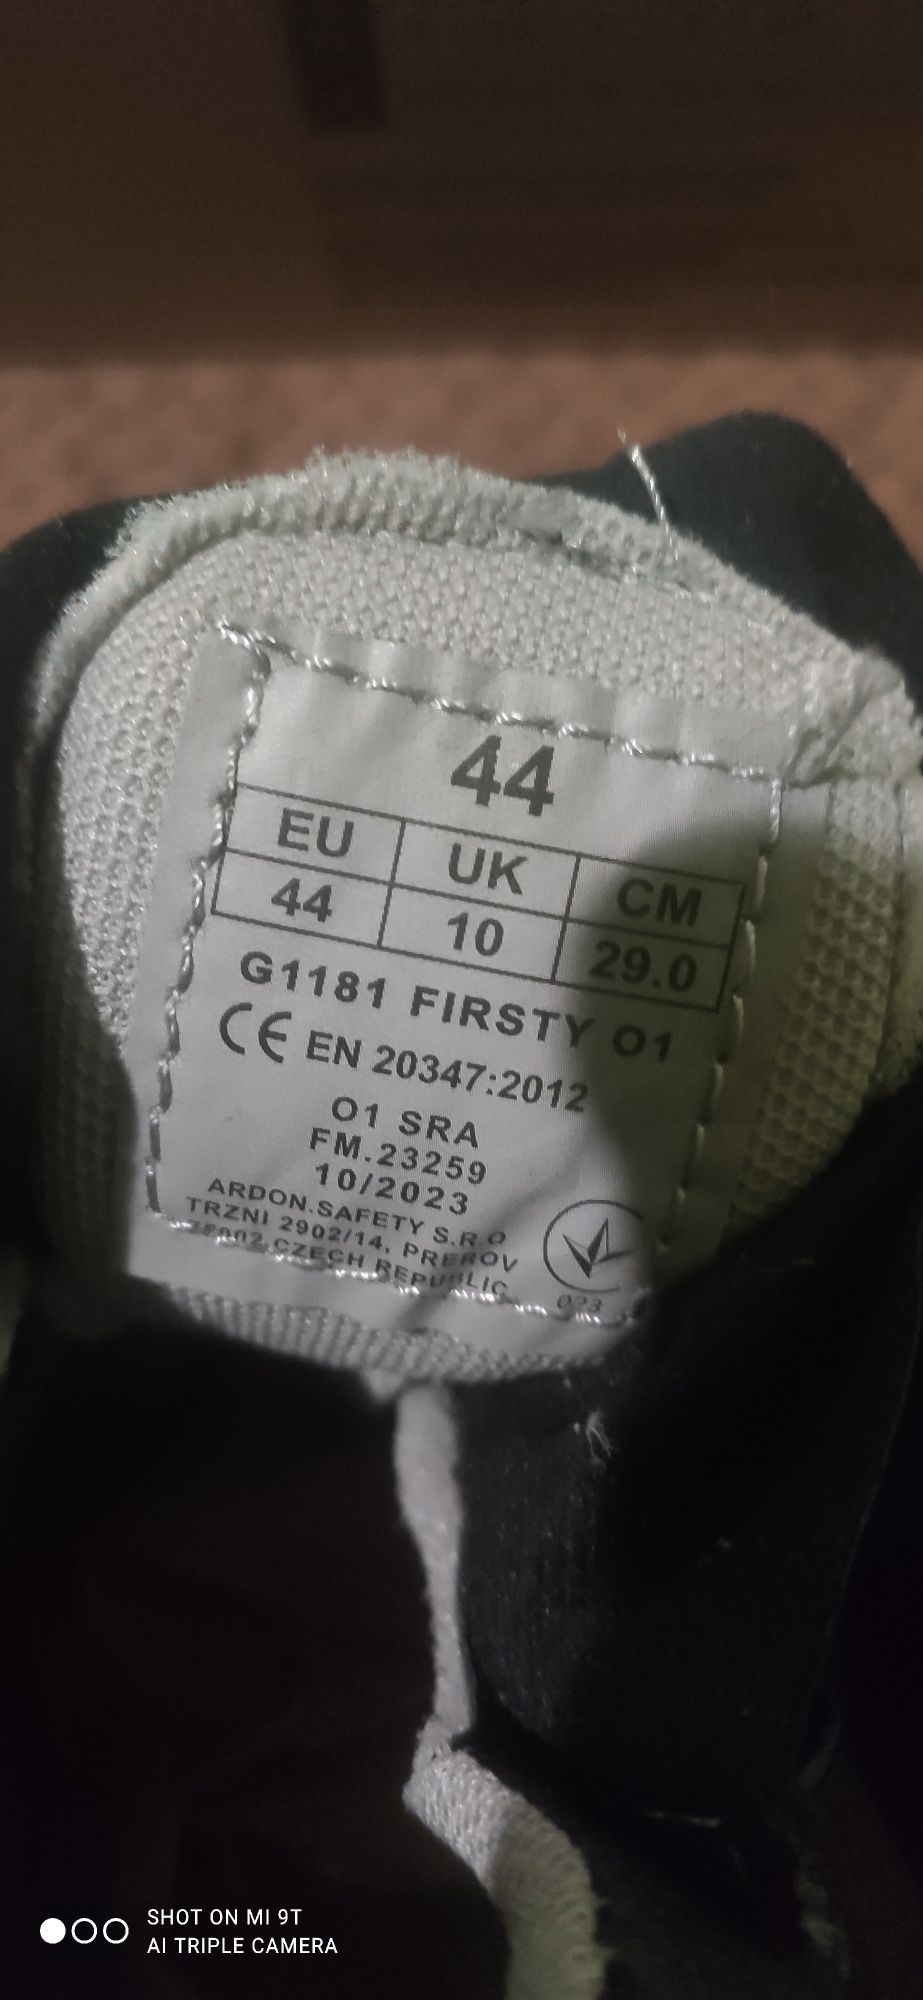 44
EU UK CM
44 10 29.0
G1181 FIRSTY O1
CE EN 20347:2012
O1 SRA
FM.23259
10/2023
ARDON.SAFETY S.R.O
TRZNI 2902/14, PREROV
CZECH REPUBLIC
023
SHOT ON MI 9T
AI TRIPLE CAMERA